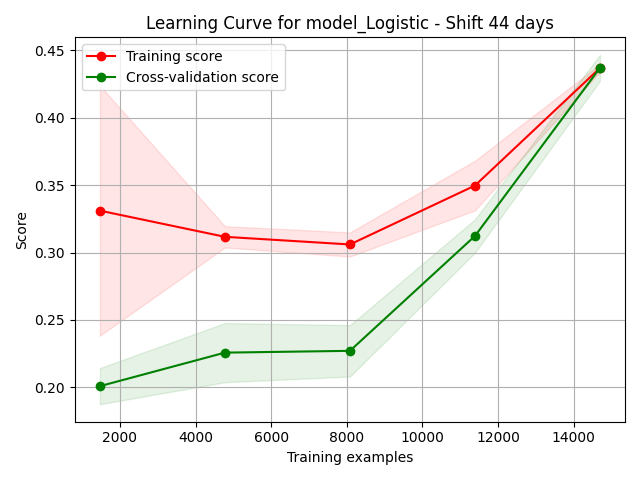 Learning Curve for model_Logistic - Shift 44 days
Training score
Cross-validation score
0.45
0.40
0.35
0.30
0.25
0.20
Score
2000 4000 6000 8000 10000 12000 14000
Training examples